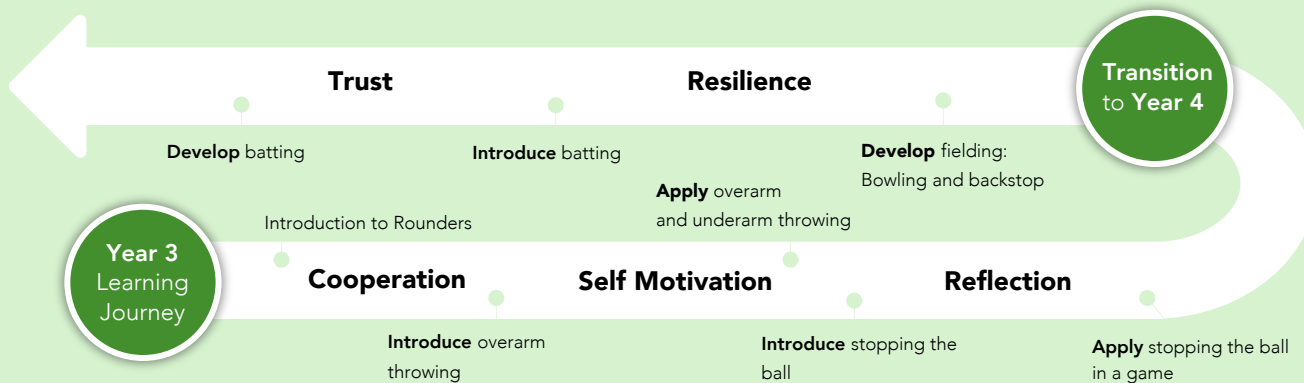 Trust
Resilience
Transition
to Year 4
Develop batting
Introduce batting
Develop fielding:
Bowling and backstop
Apply overarm
and underarm throwing
Introduction to Rounders
Year 3
Learning
Journey
Cooperation
Self Motivation
Reflection
Introduce overarm
throwing
Introduce stopping the
ball
Apply stopping the ball
in a game